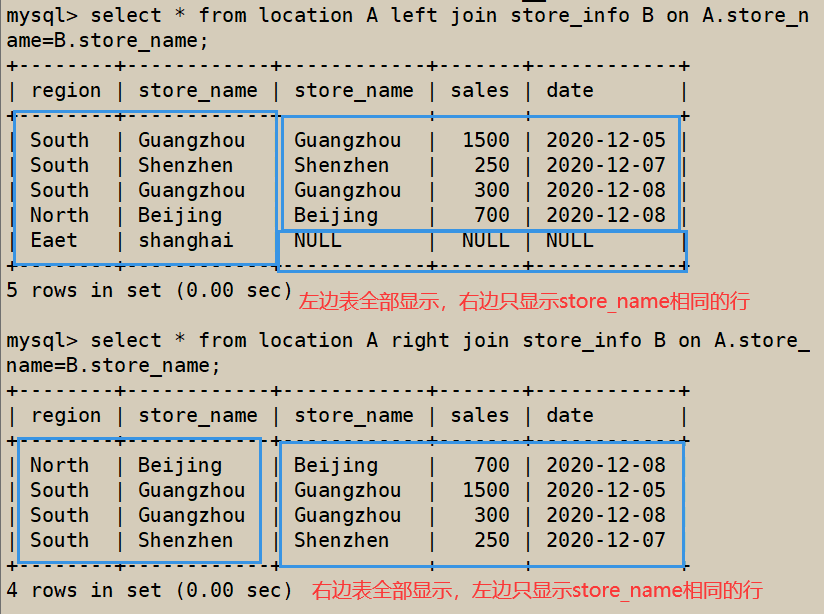 mysql> select * from location A left join store_info B on A.store_n
ame=B.store_name;
+--------+------------+------------+-------+------------+
| region | store_name | store_name | sales | date       |
+--------+------------+------------+-------+------------+
| South  | Guangzhou  | Guangzhou  |  1500 | 2020-12-05 |
| South  | Shenzhen   | Shenzhen   |   250 | 2020-12-07 |
| South  | Guangzhou  | Guangzhou  |   300 | 2020-12-08 |
| North  | Beijing    | Beijing    |   700 | 2020-12-08 |
| Eaet   | shanghai   | NULL       |  NULL | NULL       |
+--------+------------+------------+-------+------------+
5 rows in set (0.00 sec) 左边表全部显示，右边只显示store_name相同的行
mysql> select * from location A right join store_info B on A.store_
name=B.store_name;
+--------+------------+------------+-------+------------+
| region | store_name | store_name | sales | date       |
+--------+------------+------------+-------+------------+
| North  | Beijing    | Beijing    |   700 | 2020-12-08 |
| South  | Guangzhou  | Guangzhou  |  1500 | 2020-12-05 |
| South  | Guangzhou  | Guangzhou  |   300 | 2020-12-08 |
| South  | Shenzhen   | Shenzhen   |   250 | 2020-12-07 |
+--------+------------+------------+-------+------------+
4 rows in set (0.00 sec) 右边表全部显示，左边只显示store_name相同的行